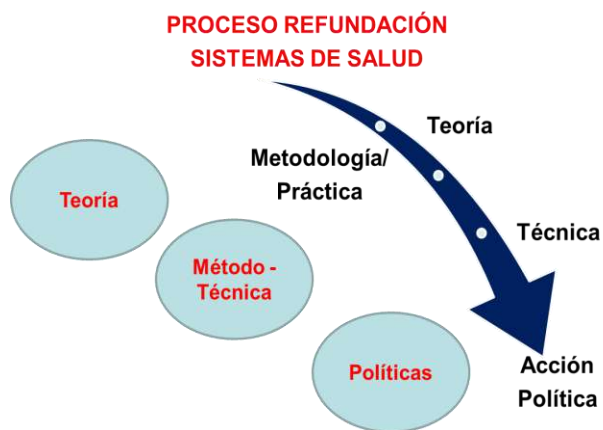 PROCESO REFUNDACIÓN
SISTEMAS DE SALUD
Teoría
Metodología/
Práctica
Teoría
Técnica
Método -
Técnica
Políticas
Acción
Política